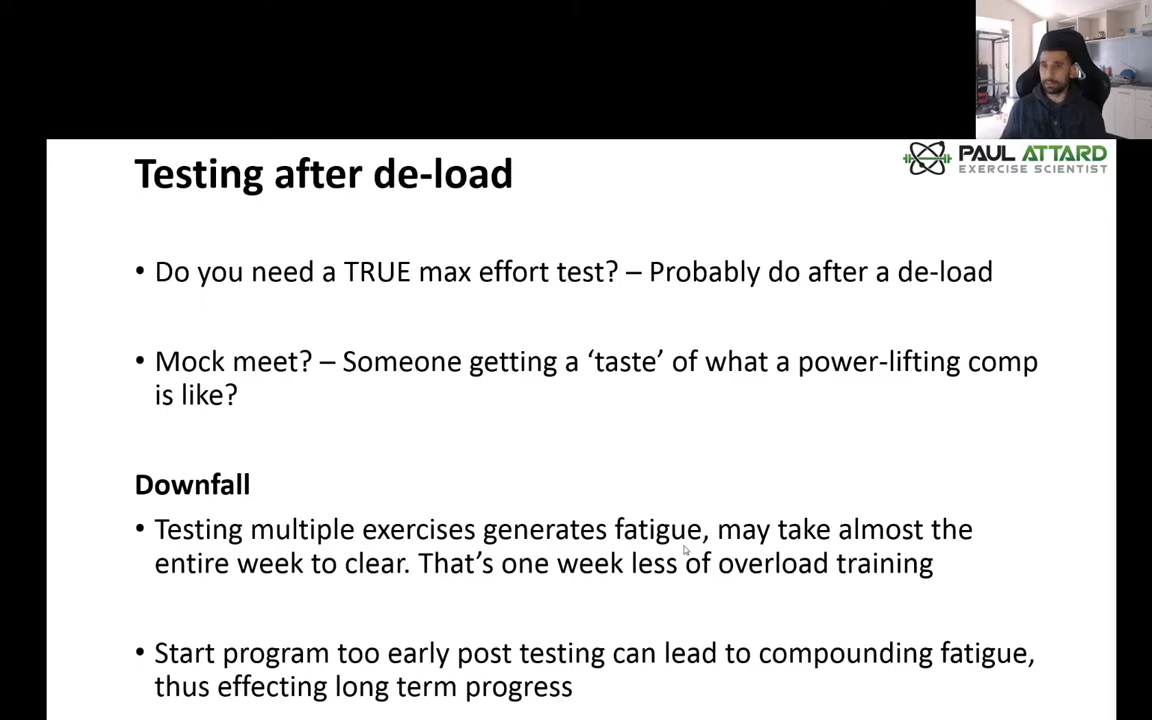 PAUL ATTARD
EXERCISE SCIENTIST
Testing after de-load
• Do you need a TRUE max effort test? – Probably do after a de-load
• Mock meet? – Someone getting a ‘taste’ of what a power-lifting comp
is like?
Downfall
• Testing multiple exercises generates fatigue, may take almost the
entire week to clear. That’s one week less of overload training
• Start program too early post testing can lead to compounding fatigue,
thus effecting long term progress